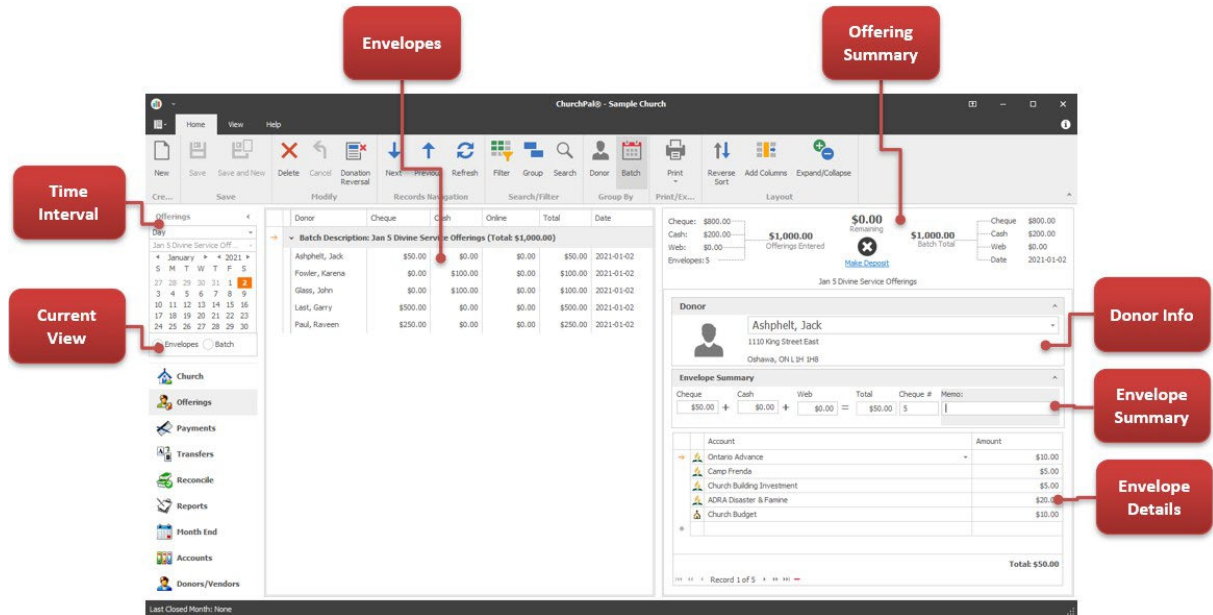 Envelopes
Offering
Summary
ChurchPal® - Sample Church
Home View Help
New Save Save and New Delete Cancel Donation Reversal Next Previous Refresh Filter Group Search Donor Batch Print Reverse Sort Add Columns Expand/Collapse
Cre... Save Modify Records Navigation Search/Filter Group By Print/Ex... Layout
Time
Interval
Current
View
Offerings
Day
Jan 5 Divine Service Off...
January 2021
S M T W T F S
27 28 29 30 31 1 2
3 4 5 6 7 8 9
10 11 12 13 14 15 16
17 18 19 20 21 22 23
24 25 26 27 28 29 30
Envelopes Batch
Church
Offerings
Payments
Transfers
Reconcile
Reports
Month End
Accounts
Donors/Vendors
Donor Cheque Cash Online Total Date
Batch Description: Jan 5 Divine Service Offerings (Total: $1,000.00)
Ashphelt, Jack $50.00 $0.00 $0.00 $50.00 2021-01-02
Fowler, Karena $0.00 $100.00 $0.00 $100.00 2021-01-02
Glass, John $0.00 $100.00 $0.00 $100.00 2021-01-02
Last, Garry $500.00 $0.00 $0.00 $500.00 2021-01-02
Paul, Raveen $250.00 $0.00 $0.00 $250.00 2021-01-02
Cheque: $800.00
Cash: $200.00
Web: $0.00
Envelopes: 5
$1,000.00
Offerings Entered
$0.00
Remaining
Make Deposit
$1,000.00
Batch Total
Cheque $800.00
Cash $200.00
Web $0.00
Date 2021-01-02
Jan 5 Divine Service Offerings
Donor
Ashphelt, Jack
1110 King Street East
Oshawa, ON L1H 1H8
Donor Info
Envelope Summary
Cheque Cash Web Total Cheque # Memo:
$50.00 + $0.00 + $0.00 = $50.00 5
Envelope
Summary
Account Amount
Ontario Advance $10.00
Camp Frenda $5.00
Church Building Investment $5.00
ADRA Disaster & Famine $20.00
Church Budget $10.00
Envelope
Details
Total: $50.00
Record 1 of 5
Last Closed Month: None